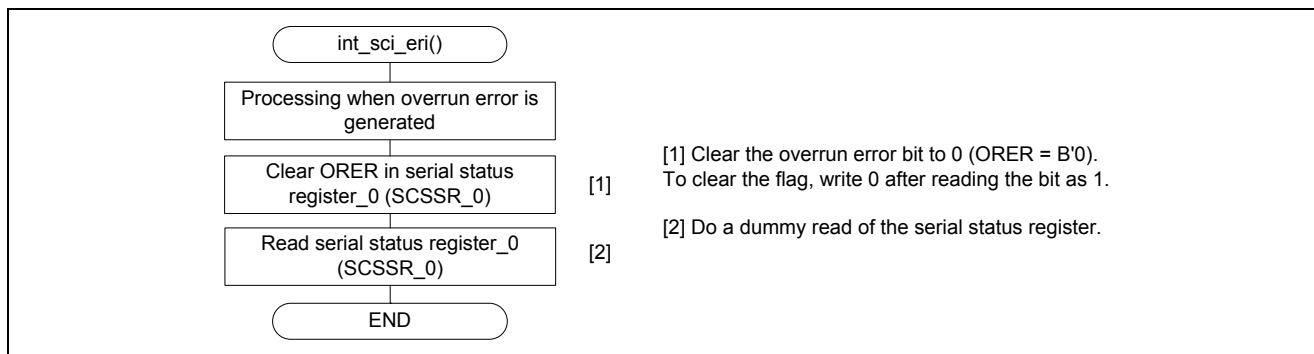 int_sci_eri()
Processing when overrun error is
generated
Clear ORER in serial status
register_0 (SCSSR_0)
[1]
[1] Clear the overrun error bit to 0 (ORER = B'0).
To clear the flag, write 0 after reading the bit as 1.
Read serial status register_0
(SCSSR_0)
[2]
[2] Do a dummy read of the serial status register.
END